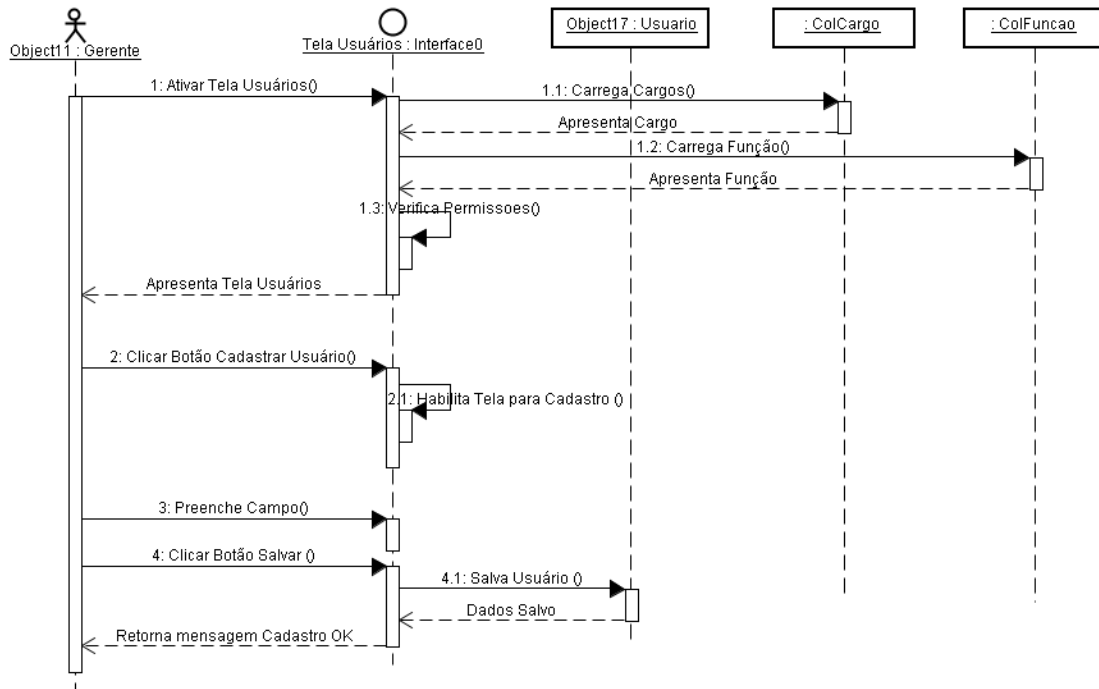 Object11 : Gerente
Tela Usuários : Interface0
Object17 : Usuario
: ColCargo
: ColFuncao
1: Ativar Tela Usuários()
1.1: Carrega Cargos()
Apresenta Cargo
1.2: Carrega Função()
Apresenta Função
1.3: Verifica Permissoes()
Apresenta Tela Usuários
2: Clicar Botão Cadastrar Usuário()
2.1: Habilita Tela para Cadastro ()
3: Preenche Campo()
4: Clicar Botão Salvar ()
4.1: Salva Usuário ()
Dados Salvo
Retorna mensagem Cadastro OK